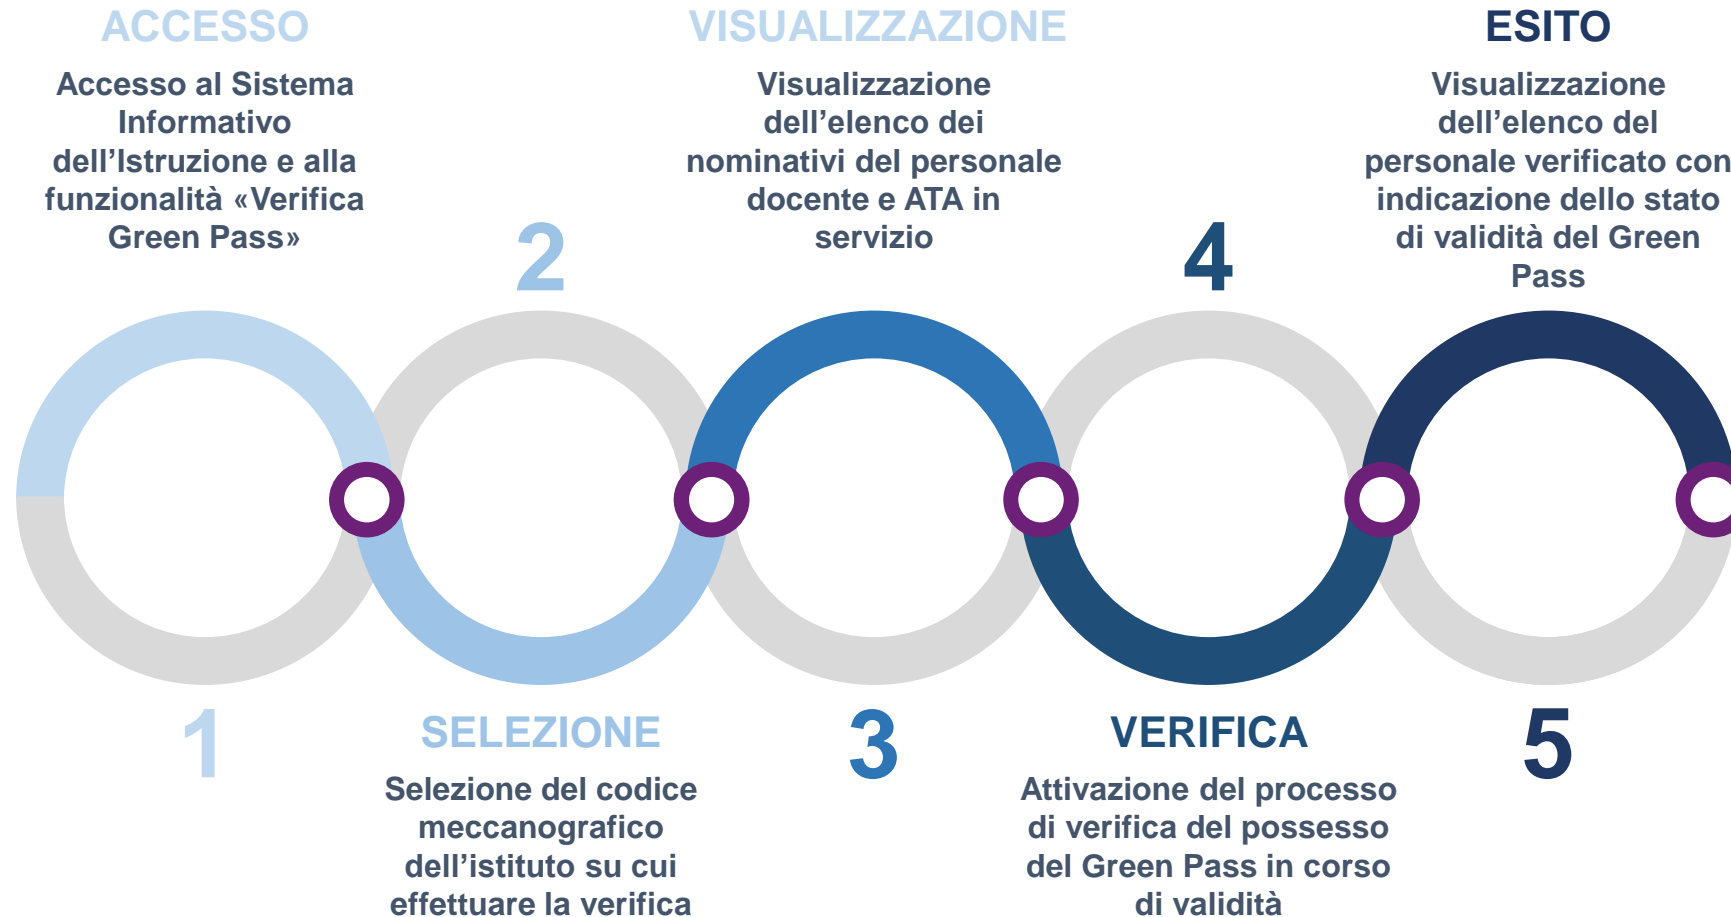 ACCESSO
Accesso al Sistema
Informativo
dell'Istruzione e alla
funzionalità «Verifica
Green Pass»
1
2
SELEZIONE
Selezione del codice
meccanografico
dell’istituto su cui
effettuare la verifica
VISUALIZZAZIONE
Visualizzazione
dell’elenco dei
nominativi del personale
docente e ATA in
servizio
3
4
VERIFICA
Attivazione del processo
di verifica del possesso
del Green Pass in corso
di validità
ESITO
Visualizzazione
dell’elenco del
personale verificato con
indicazione dello stato
di validità del Green
Pass
5